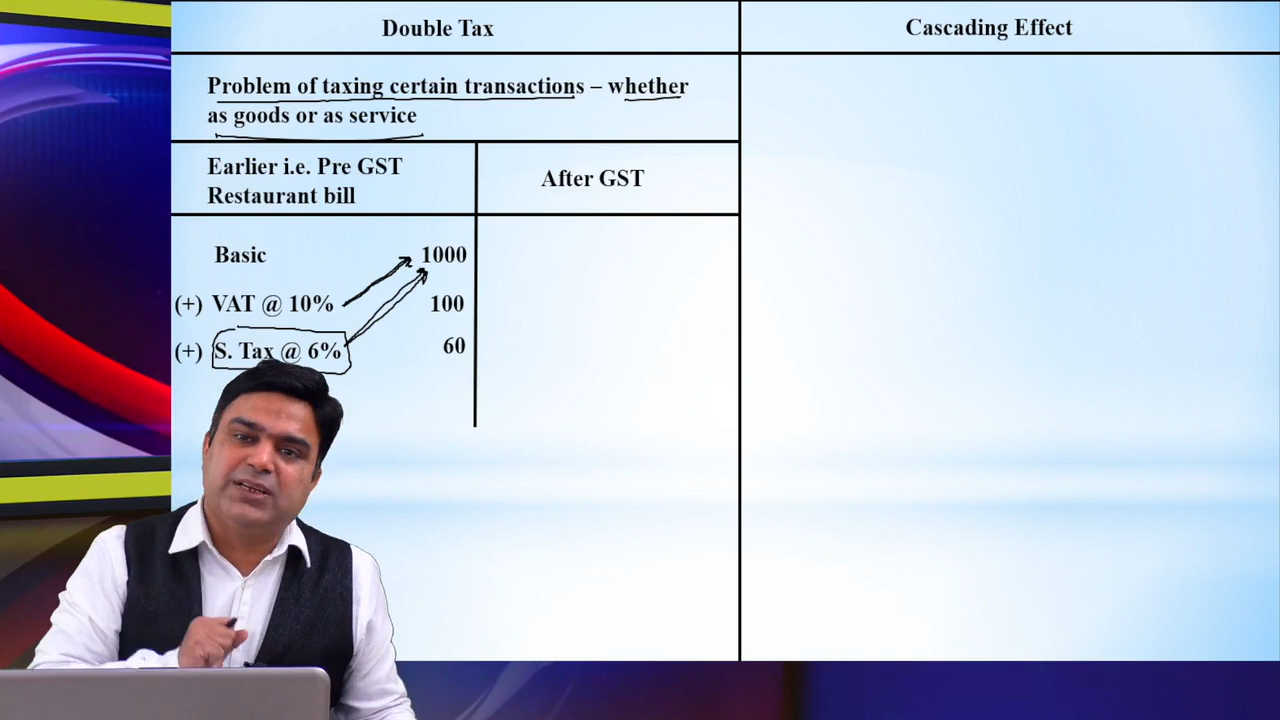 Double Tax
Cascading Effect
Problem of taxing certain transactions – whether
as goods or as service
Earlier i.e. Pre GST
Restaurant bill
After GST
Basic 1000
(+) VAT @ 10% 100
(+) S. Tax @ 6% 60